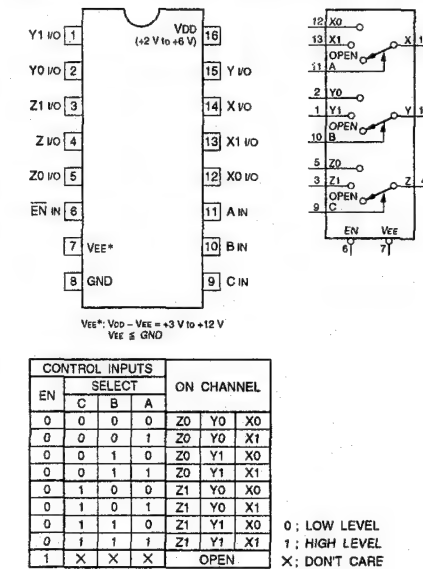 Y1 I/O 1
VDD
(+2 V to +6 V)
16
Y0 I/O 2
15 Y I/O
Z1 I/O 3
14 X I/O
Z I/O 4
13 X1 I/O
Z0 I/O 5
12 X0 I/O
EN IN 6
11 A IN
7 VEE*
10 B IN
8 GND
9 C IN
VEE*: VDD – VEE = +3 V to +12 V
VEE ≦ GND
12 X0
13 X1
OPEN
X 1
11 A
2 Y0
1 Y1
OPEN
Y 1
10 B
5 Z0
3 Z1
OPEN
Z 4
9 C
EN VEE
6 7
CONTROL INPUTS
ON CHANNEL
EN
SELECT
C B A
0 0 0 0 Z0 Y0 X0
0 0 0 1 Z0 Y0 X1
0 0 1 0 Z0 Y1 X0
0 0 1 1 Z0 Y1 X1
0 1 0 0 Z1 Y0 X0
0 1 0 1 Z1 Y0 X1
0 1 1 0 Z1 Y1 X0
0 1 1 1 Z1 Y1 X1
1 X X X OPEN
0 ; LOW LEVEL
1 ; HIGH LEVEL
X ; DON'T CARE